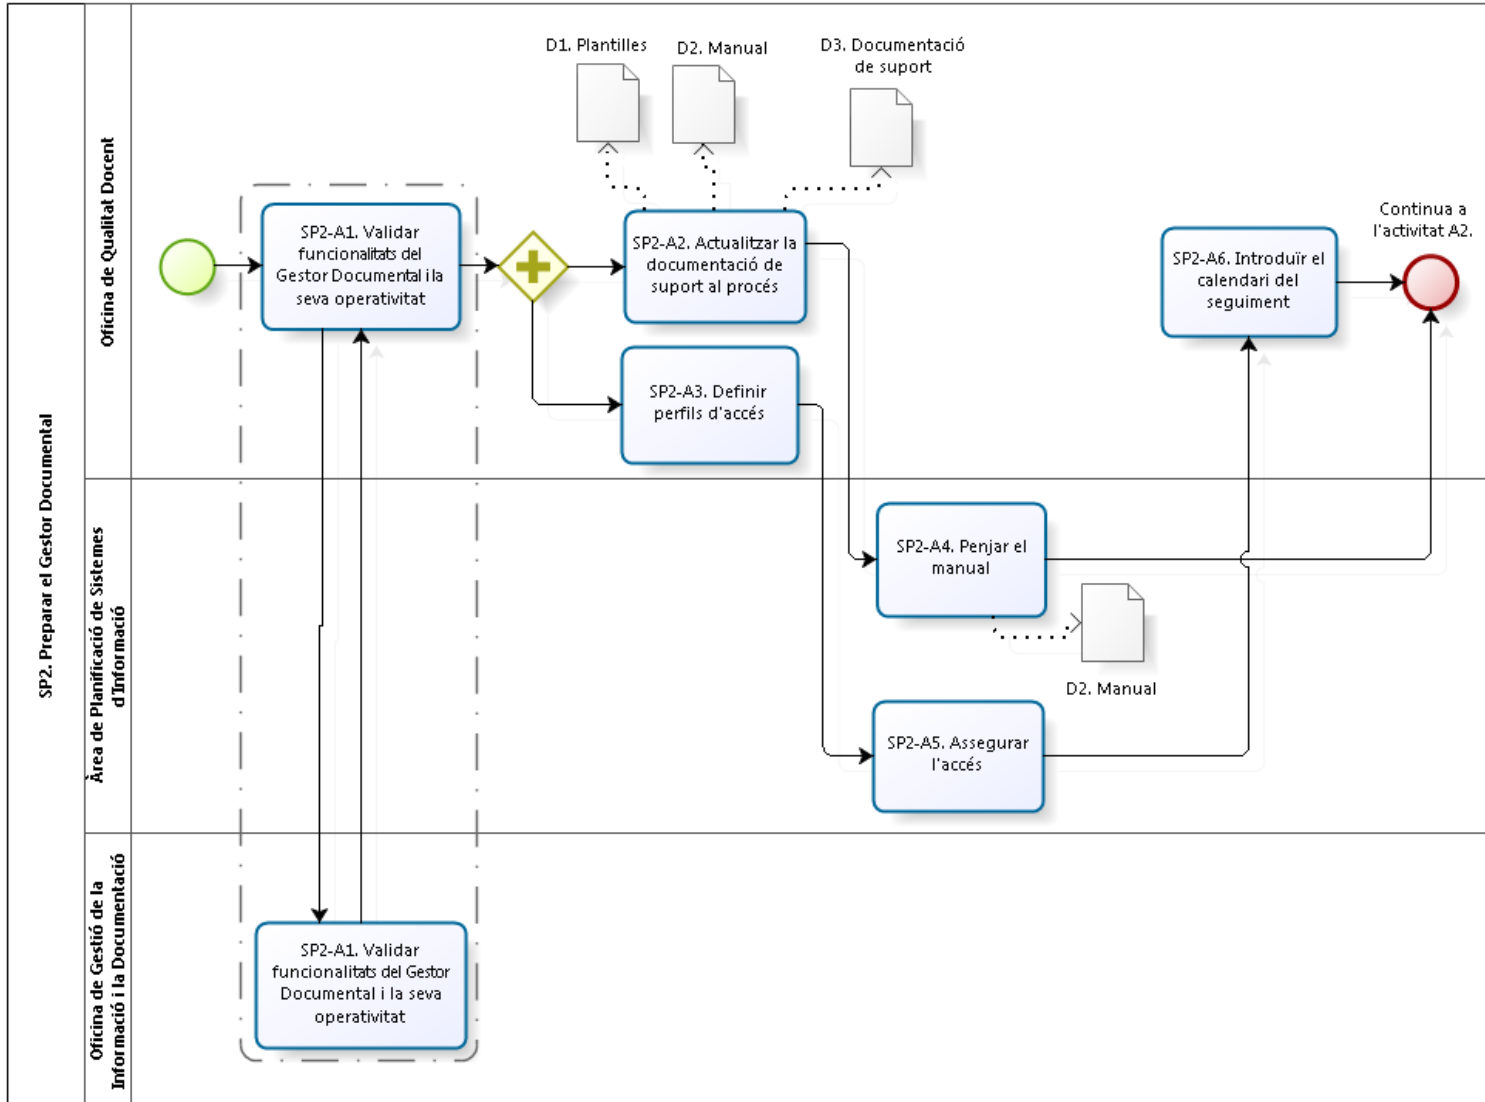 SP2. Preparar el Gestor Documental
Oficina de Qualitat Docent
D1. Plantilles
D2. Manual
D3. Documentació
de suport
SP2-A1. Validar
funcionalitats del
Gestor Documental i la
seva operativitat
SP2-A2. Actualitzar la
documentació de
suport al procés
SP2-A3. Definir
perfils d'accés
SP2-A6. Introduïr el
calendari del
seguiment
Continua a
l'activitat A2.
Àrea de Planificació de Sistemes
d'Informació
SP2-A4. Penjar el
manual
D2. Manual
SP2-A5. Assegurar
l'accés
Oficina de Gestió de la
Informació i la Documentació
SP2-A1. Validar
funcionalitats del Gestor
Documental i la seva
operativitat